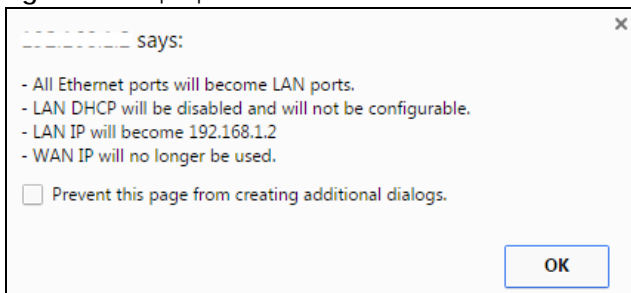 says:
- All Ethernet ports will become LAN ports.
- LAN DHCP will be disabled and will not be configurable.
- LAN IP will become 192.168.1.2
- WAN IP will no longer be used.
Prevent this page from creating additional dialogs.
OK